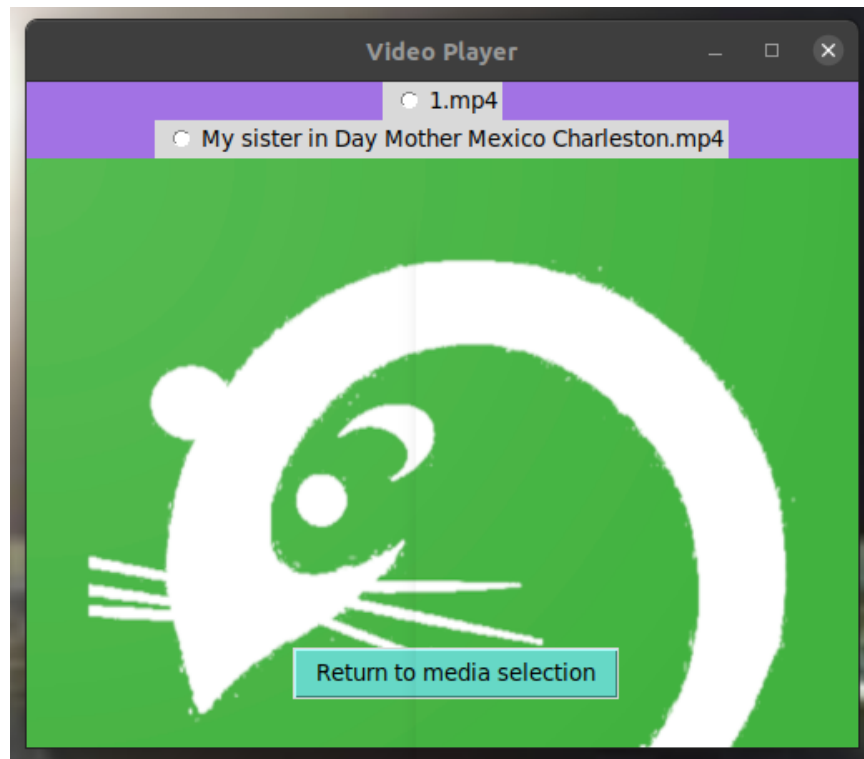 Video Player
1.mp4
My sister in Day Mother Mexico Charleston.mp4
Return to media selection